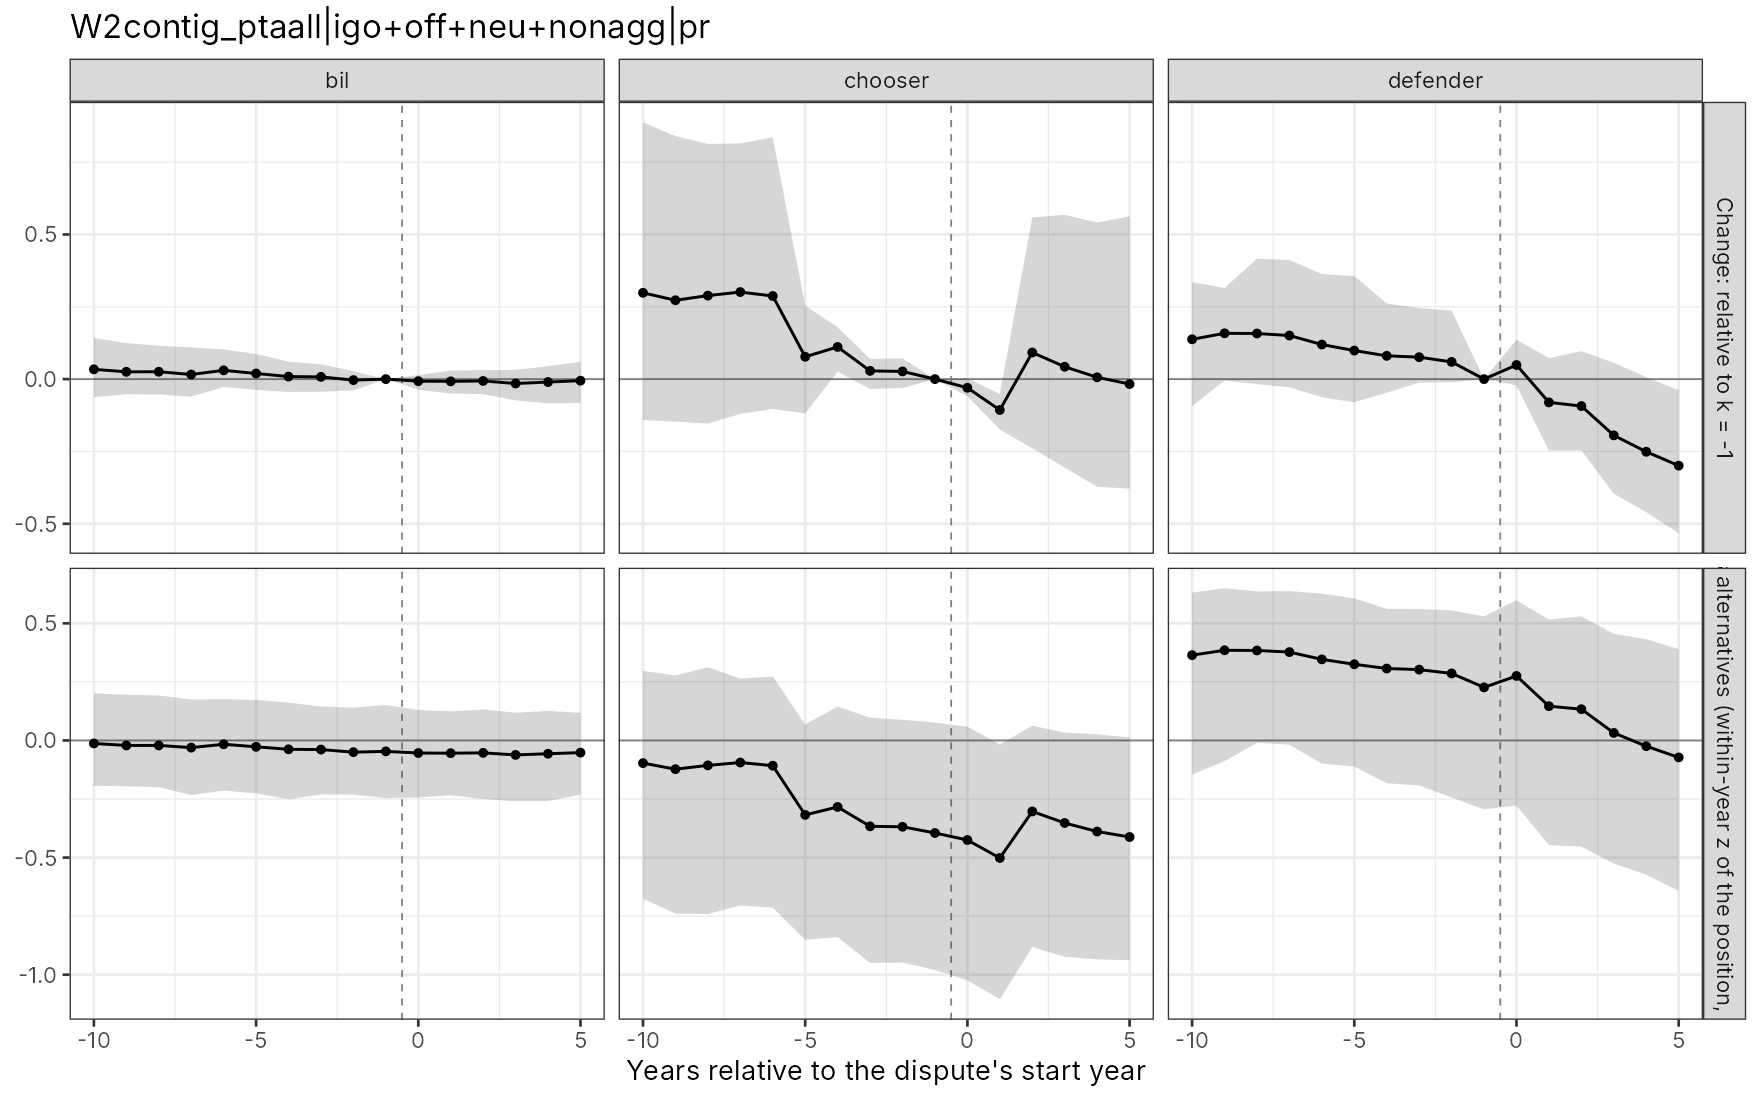 W2contig_ptaall|igo+off+neu+nonagg|pr
bil
chooser
defender
0.5
0.0
-0.5
Change: relative to k = -1
0.5
0.0
-0.5
-1.0
alternatives (within-year z of the position,
-10
-5
0
5
-10
-5
0
5
-10
-5
0
5
Years relative to the dispute's start year